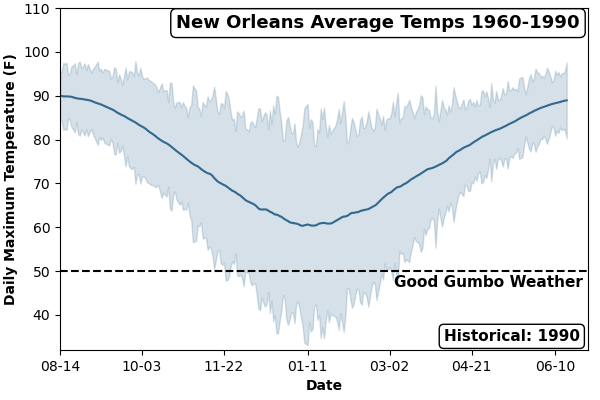 New Orleans Average Temps 1960-1990
Daily Maximum Temperature (F)
110
100
90
80
70
60
50
40
Good Gumbo Weather
Historical: 1990
08-14 10-03 11-22 01-11 03-02 04-21 06-10
Date